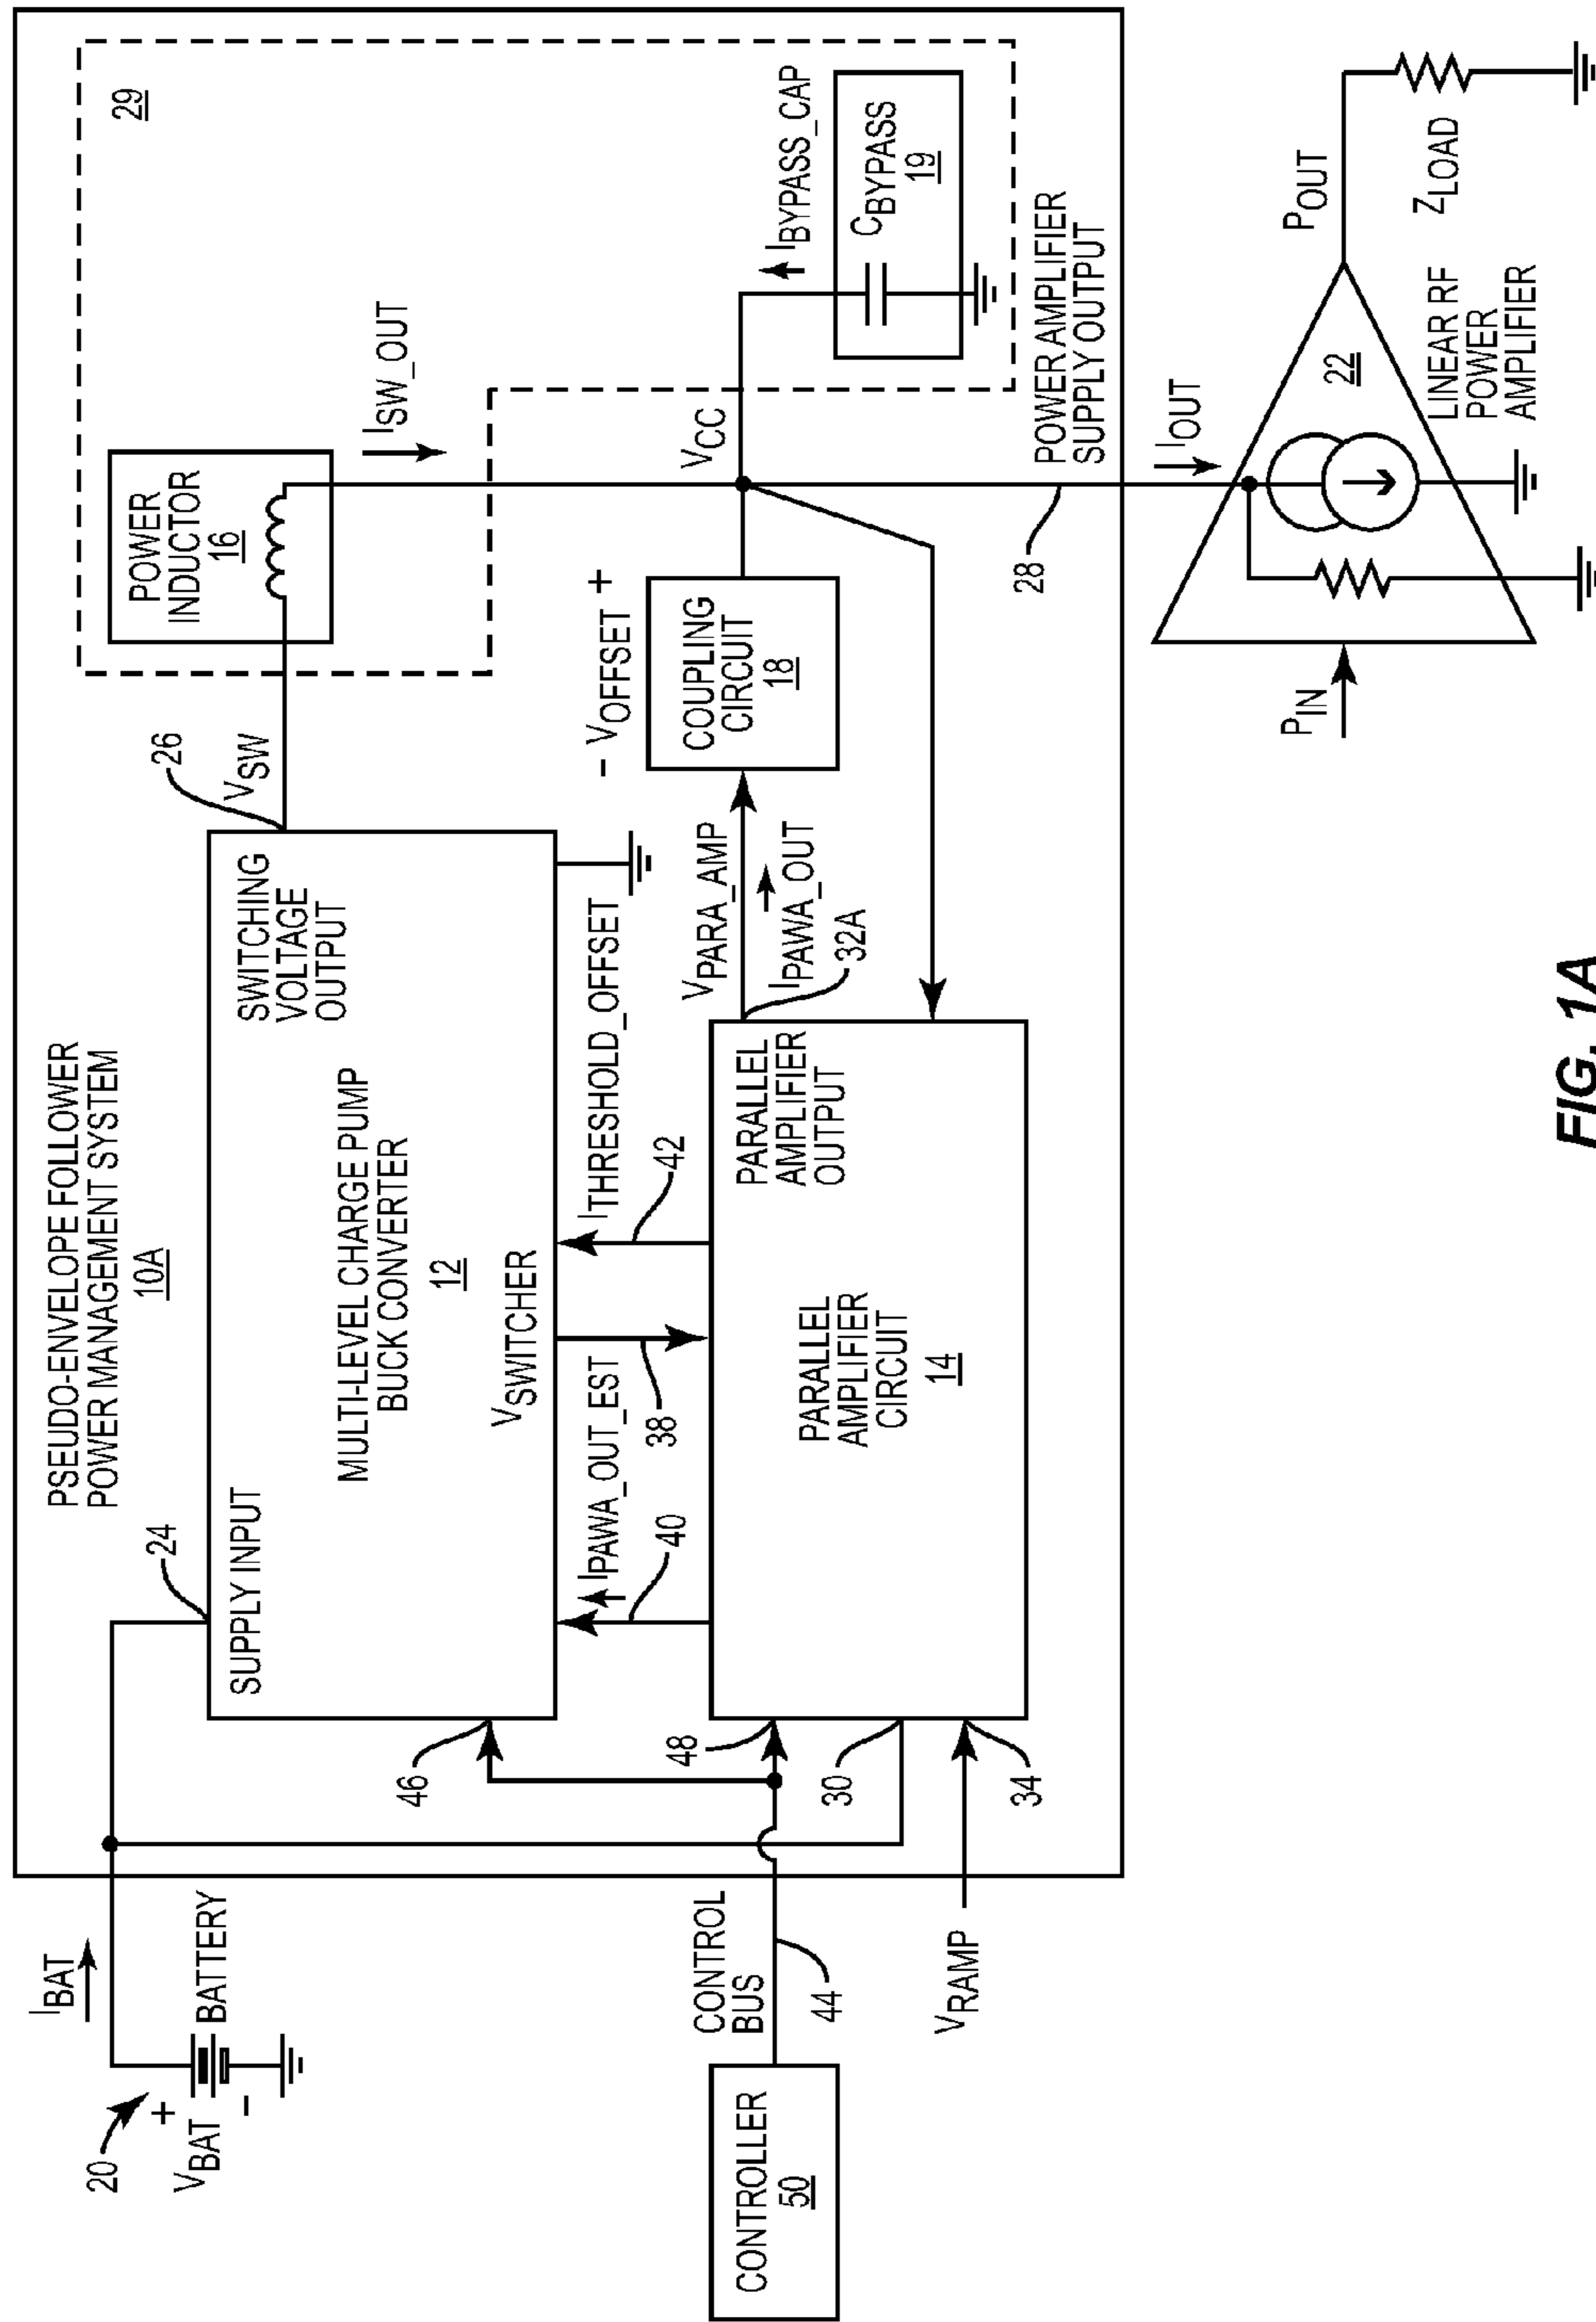 PSEUDO-ENVELOPE FOLLOWER
POWER MANAGEMENT SYSTEM
10A
29
POWER
INDUCTOR
16
20
IBAT
+
VBAT
-
BATTERY
24
SUPPLY INPUT
MULTI-LEVEL CHARGE PUMP
BUCK CONVERTER
12
SWITCHING
VOLTAGE
OUTPUT
26
VSW
ISW_OUT
46
VSWITCHER
IPAWA_OUT_EST
40
38
ITHRESHOLD_OFFSET
42
- VOFFSET +
COUPLING
CIRCUIT
18
VCC
IBYPASS_CAP
CBYPASS
19
CONTROLLER
50
CONTROL
BUS
44
48
30
34
VRAMP
PARALLEL
AMPLIFIER
CIRCUIT
14
PARALLEL
AMPLIFIER
OUTPUT
VPARA_AMP
IPAWA_OUT
32A
28
POWER AMPLIFIER
SUPPLY OUTPUT
IOUT
PIN
22
LINEAR RF
POWER
AMPLIFIER
POUT
ZLOAD
FIG. 1A